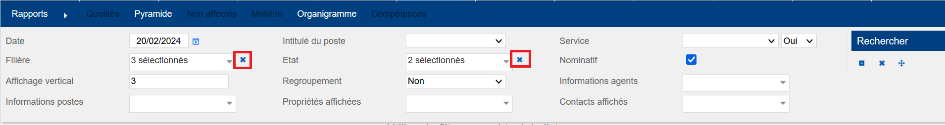 Rapports Quotités Pyramide Non affectés Mobilité Organigramme Compétences
Date 20/02/2024 Intitulé du poste Service Oui Rechercher
Filière 3 sélectionnés Etat 2 sélectionnés Nominatif
Affichage vertical 3 Regroupement Non Informations agents
Informations postes Propriétés affichées Contacts affichés